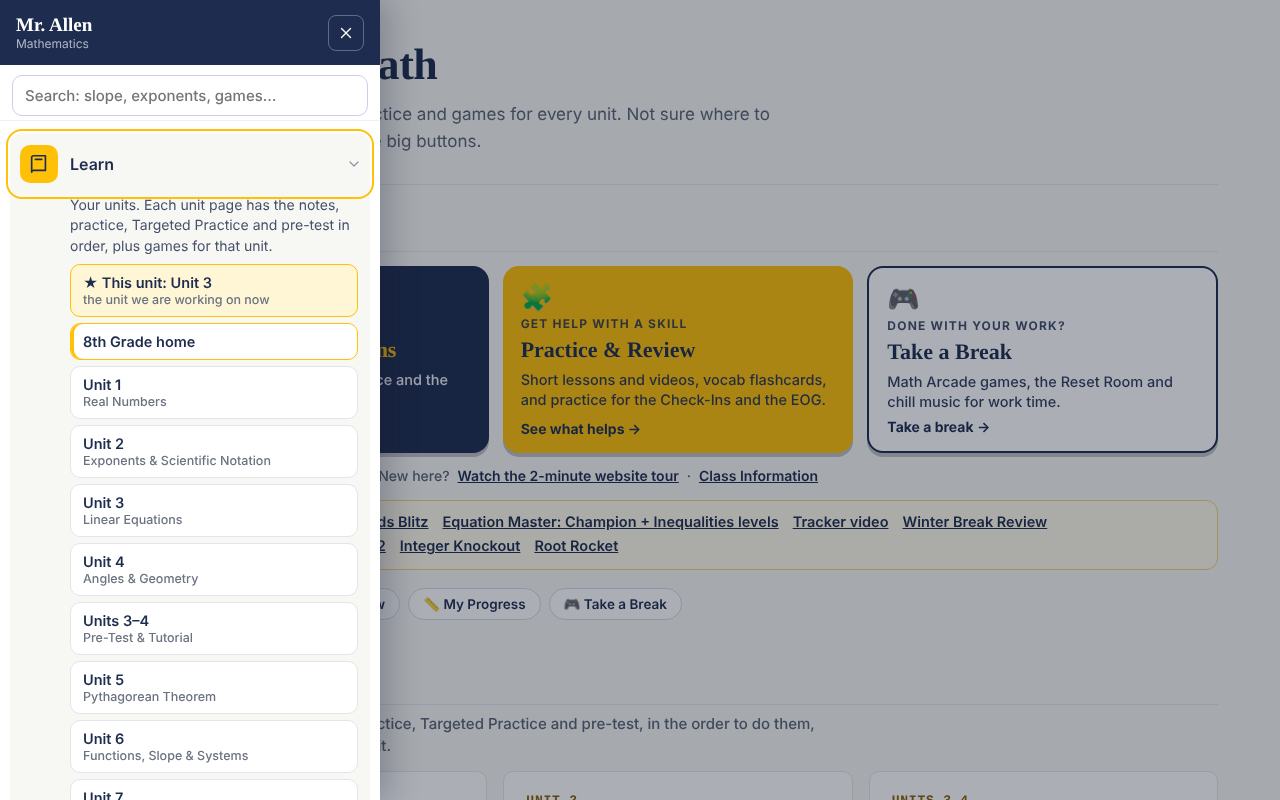 Mr. Allen
Mathematics
Search: slope, exponents, games...
Learn
Your units. Each unit page has the notes,
practice, Targeted Practice and pre-test in
order, plus games for that unit.
★ This unit: Unit 3
the unit we are working on now
8th Grade home
Unit 1
Real Numbers
Unit 2
Exponents & Scientific Notation
Unit 3
Linear Equations
Unit 4
Angles & Geometry
Units 3–4
Pre-Test & Tutorial
Unit 5
Pythagorean Theorem
Unit 6
Functions, Slope & Systems
Unit 7
ath
ctice and games for every unit. Not sure where to
big buttons.
ns
ce and the
GET HELP WITH A SKILL
Practice & Review
Short lessons and videos, vocab flashcards,
and practice for the Check-Ins and the EOG.
See what helps →
DONE WITH YOUR WORK?
Take a Break
Math Arcade games, the Reset Room and
chill music for work time.
Take a break →
New here? Watch the 2-minute website tour · Class Information
ds Blitz Equation Master: Champion + Inequalities levels Tracker video Winter Break Review
2 Integer Knockout Root Rocket
w My Progress Take a Break
ctice, Targeted Practice and pre-test, in the order to do them,
t.
UNIT 2
UNITS 3–4